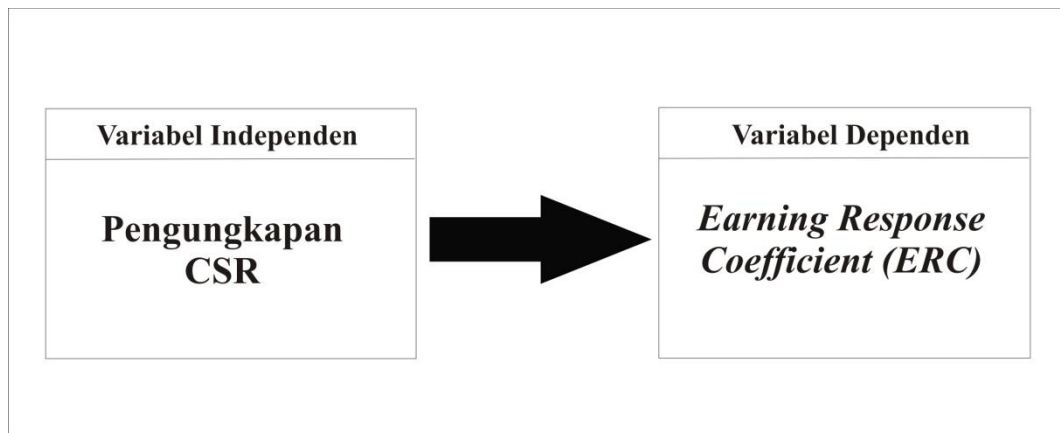 Variabel Independen
Pengungkapan
CSR
Variabel Dependen
Earning Response
Coefficient (ERC)